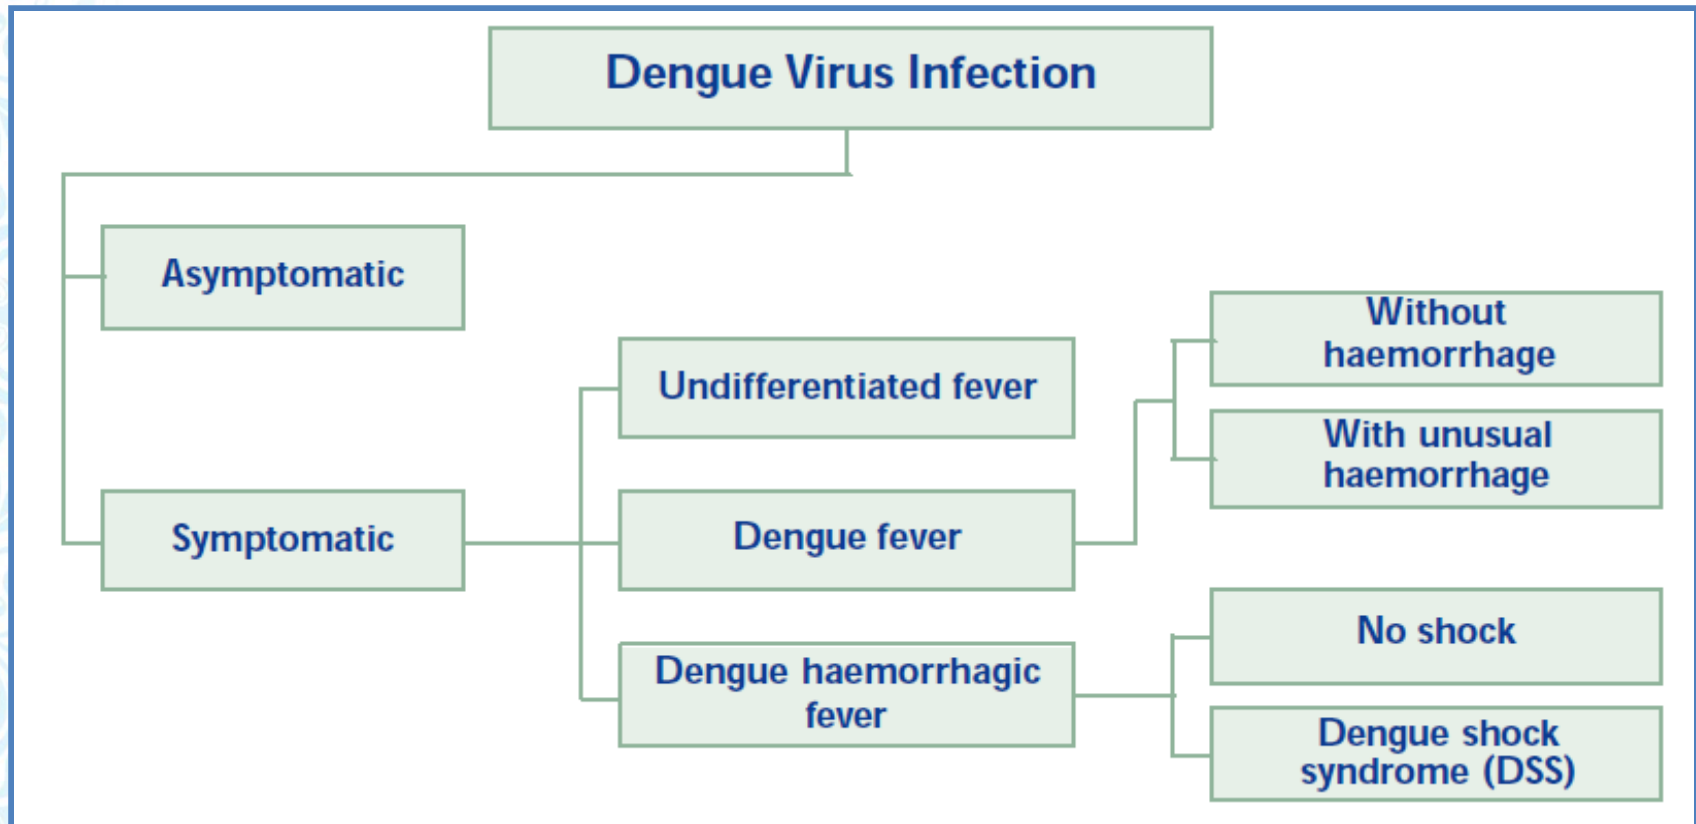 Dengue Virus Infection
Asymptomatic
Symptomatic
Undifferentiated fever
Dengue fever
Dengue haemorrhagic
fever
Without
haemorrhage
With unusual
haemorrhage
No shock
Dengue shock
syndrome (DSS)